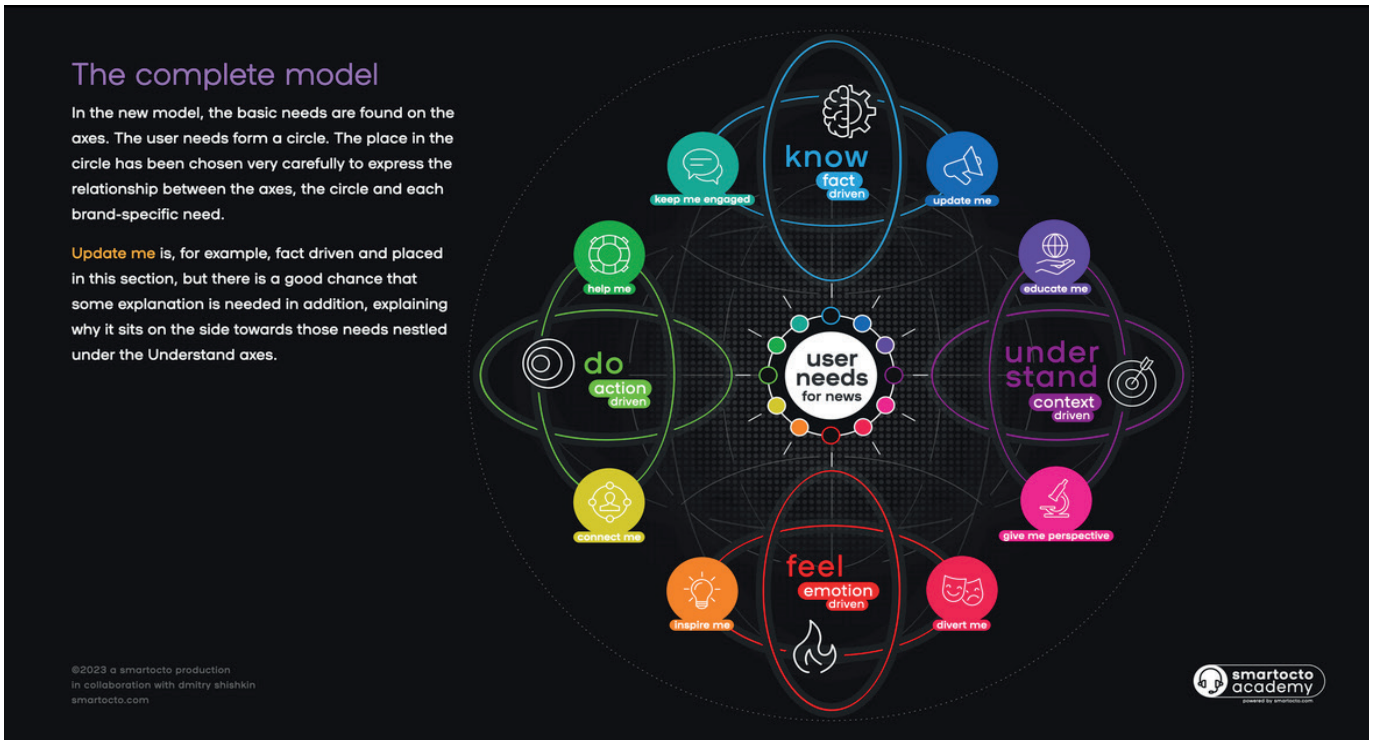 The complete model
In the new model, the basic needs are found on the
axes. The user needs form a circle. The place in the
circle has been chosen very carefully to express the
relationship between the axes, the circle and each
brand-specific need.
Update me is, for example, fact driven and placed
in this section, but there is a good chance that
some explanation is needed in addition, explaining
why it sits on the side towards those needs nestled
under the Understand axes.
know
fact
driven
keep me engaged
update me
help me
educate me
do
action
driven
user
needs
for news
under
stand
context
driven
connect me
give me perspective
feel
emotion
driven
inspire me
divert me
©2023 a smartocto production
in collaboration with dmitry shishkin
smartocto.com
smartocto
academy
powered by smartocto.com